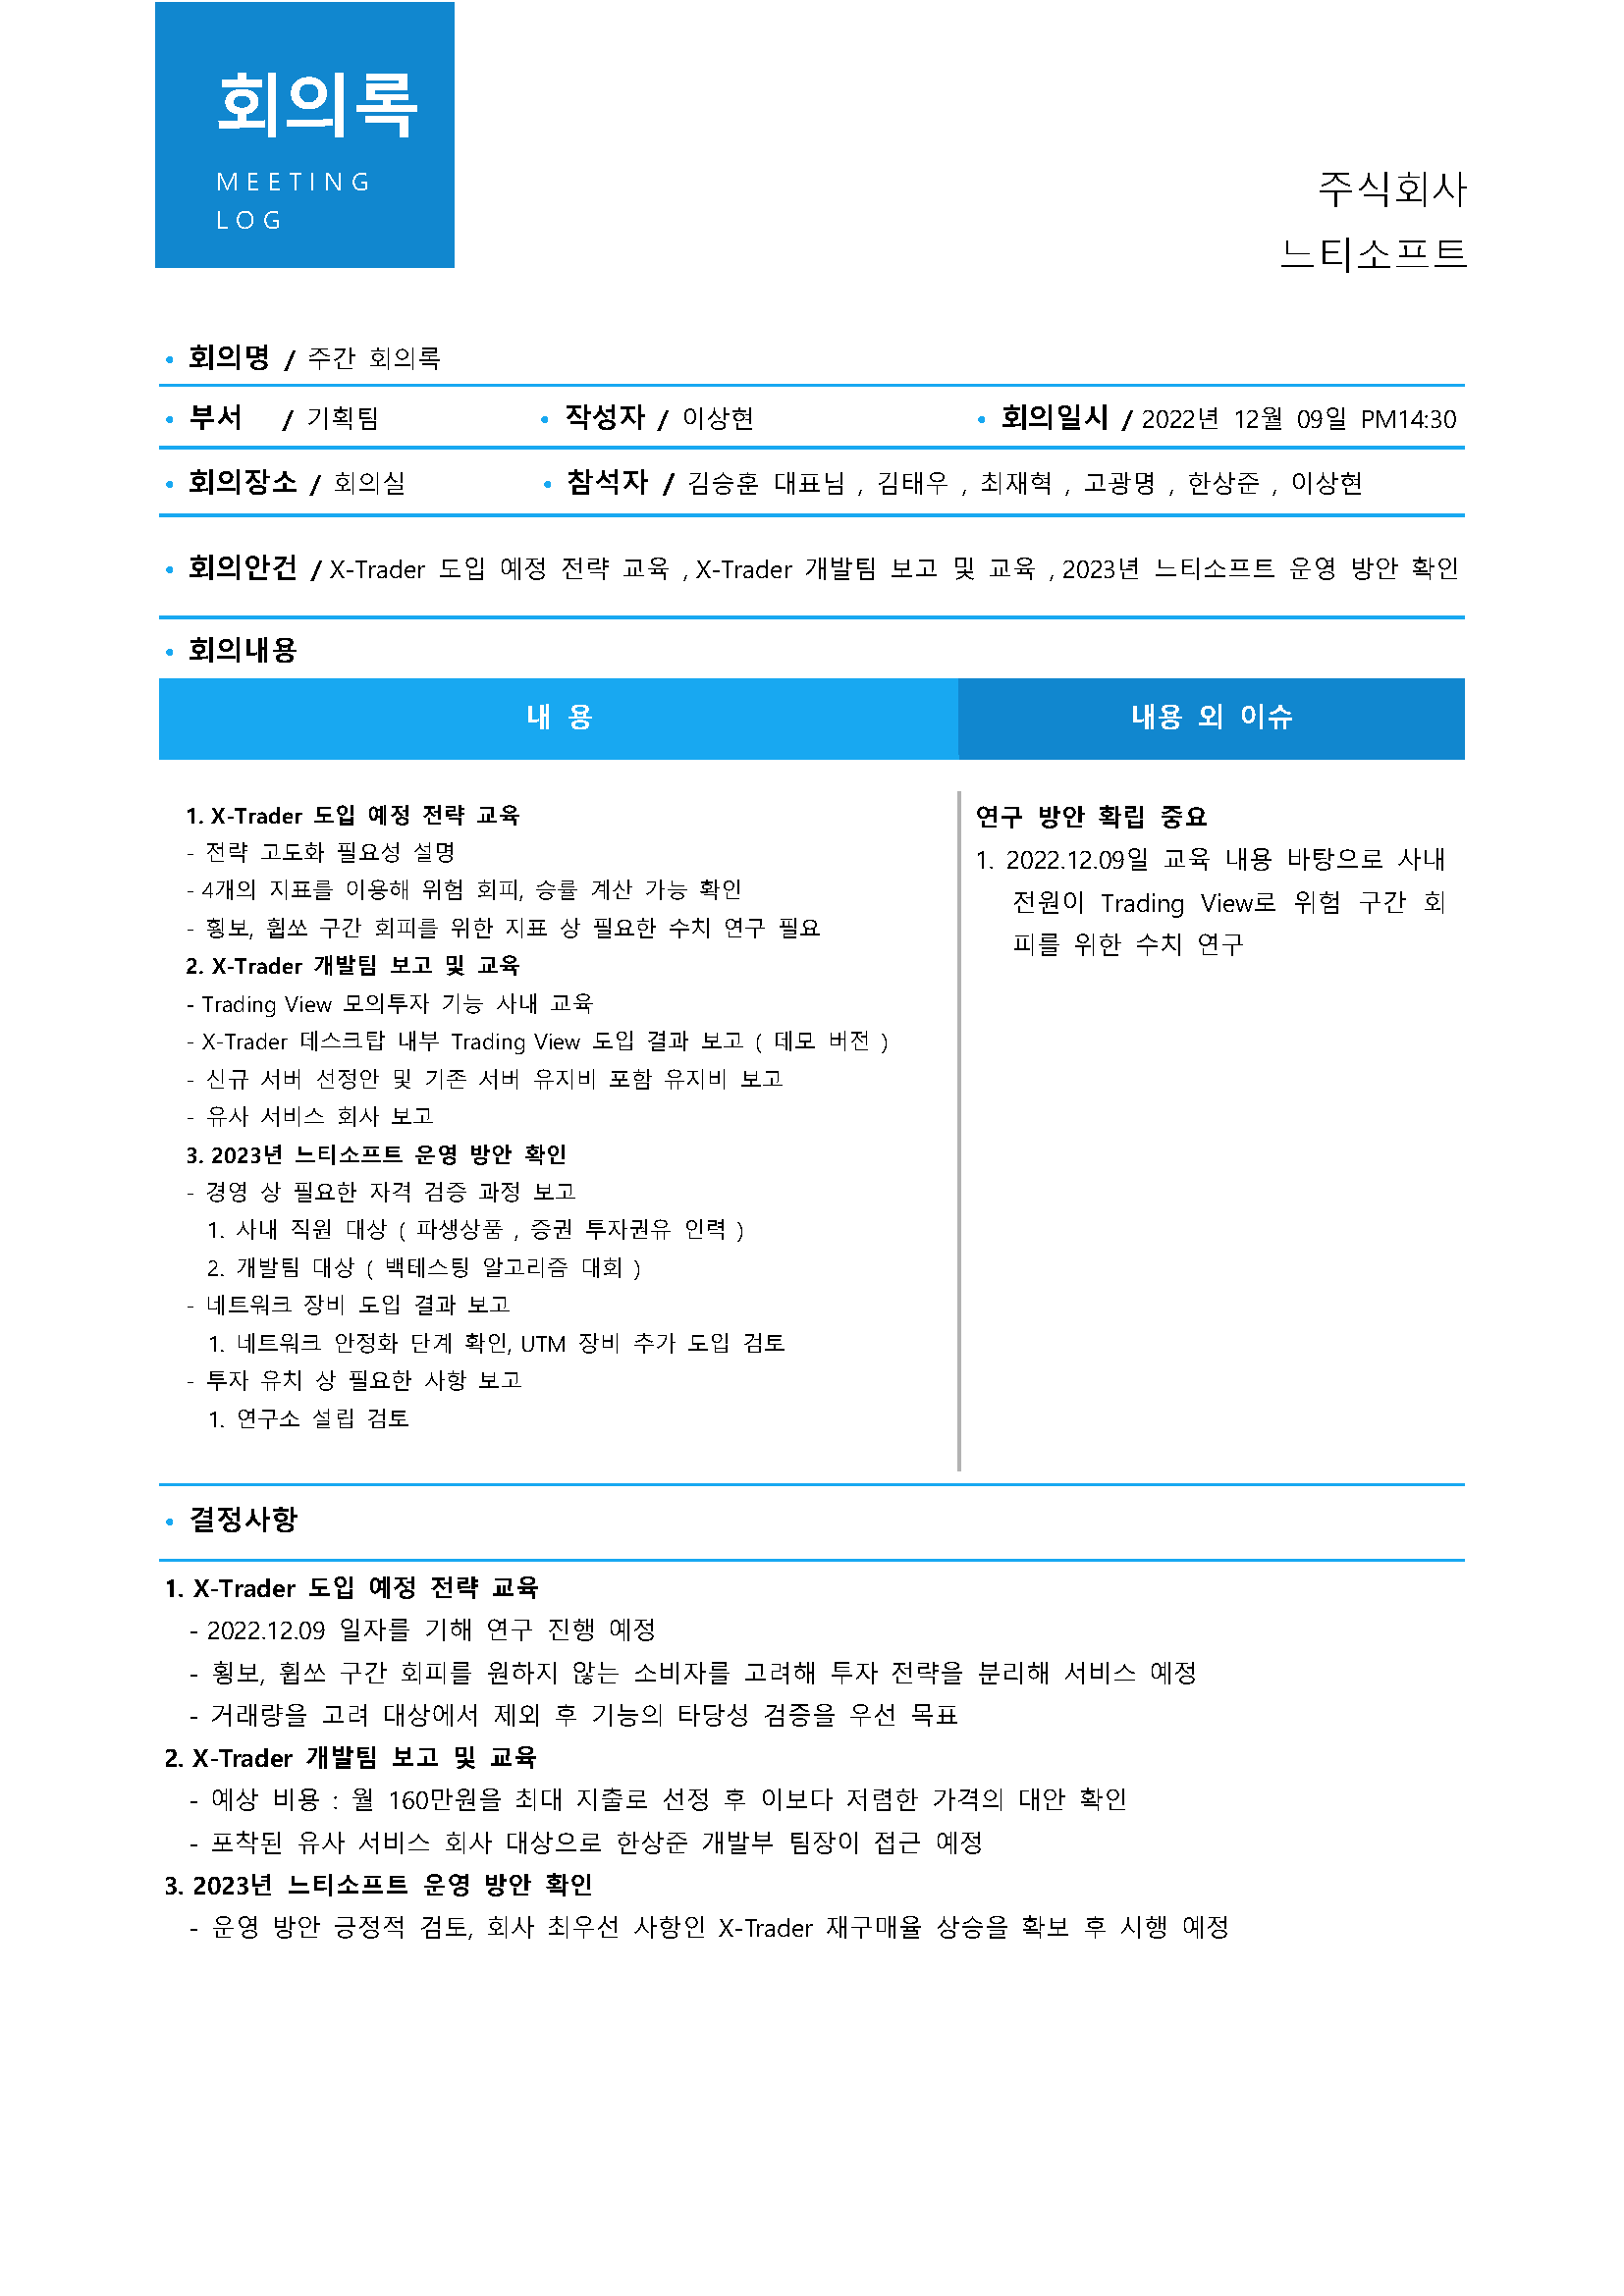 회의록
MEETING
LOG
주식회사
느티소프트
• 회의명 / 주간 회의록
• 부서 / 기획팀 • 작성자 / 이상현 • 회의일시 / 2022년 12월 09일 PM14:30
• 회의장소 / 회의실 • 참석자 / 김승훈 대표님 , 김태우 , 최재혁 , 고광명 , 한상준 , 이상현
• 회의안건 / X-Trader 도입 예정 전략 교육 , X-Trader 개발팀 보고 및 교육 , 2023년 느티소프트 운영 방안 확인
• 회의내용
내 용
내용 외 이슈
1. X-Trader 도입 예정 전략 교육
- 전략 고도화 필요성 설명
- 4개의 지표를 이용해 위험 회피, 승률 계산 가능 확인
- 횡보, 휩쏘 구간 회피를 위한 지표 상 필요한 수치 연구 필요
2. X-Trader 개발팀 보고 및 교육
- Trading View 모의투자 기능 사내 교육
- X-Trader 데스크탑 내부 Trading View 도입 결과 보고 ( 데모 버전 )
- 신규 서버 선정안 및 기존 서버 유지비 포함 유지비 보고
- 유사 서비스 회사 보고
3. 2023년 느티소프트 운영 방안 확인
- 경영 상 필요한 자격 검증 과정 보고
1. 사내 직원 대상 ( 파생상품 , 증권 투자권유 인력 )
2. 개발팀 대상 ( 백테스팅 알고리즘 대회 )
- 네트워크 장비 도입 결과 보고
1. 네트워크 안정화 단계 확인, UTM 장비 추가 도입 검토
- 투자 유치 상 필요한 사항 보고
1. 연구소 설립 검토
연구 방안 확립 중요
1. 2022.12.09일 교육 내용 바탕으로 사내
전원이 Trading View로 위험 구간 회
피를 위한 수치 연구
• 결정사항
1. X-Trader 도입 예정 전략 교육
- 2022.12.09 일자를 기해 연구 진행 예정
- 횡보, 휩쏘 구간 회피를 원하지 않는 소비자를 고려해 투자 전략을 분리해 서비스 예정
- 거래량을 고려 대상에서 제외 후 기능의 타당성 검증을 우선 목표
2. X-Trader 개발팀 보고 및 교육
- 예상 비용 : 월 160만원을 최대 지출로 선정 후 이보다 저렴한 가격의 대안 확인
- 포착된 유사 서비스 회사 대상으로 한상준 개발부 팀장이 접근 예정
3. 2023년 느티소프트 운영 방안 확인
- 운영 방안 긍정적 검토, 회사 최우선 사항인 X-Trader 재구매율 상승을 확보 후 시행 예정